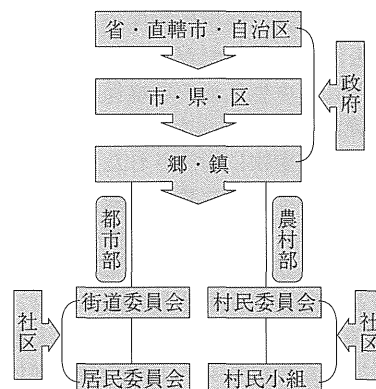 省・直轄市・自治区
市・県・区
政府
郷・鎮
都市部
農村部
街道委員会
村民委員会
社区
社区
居民委員会
村民小組